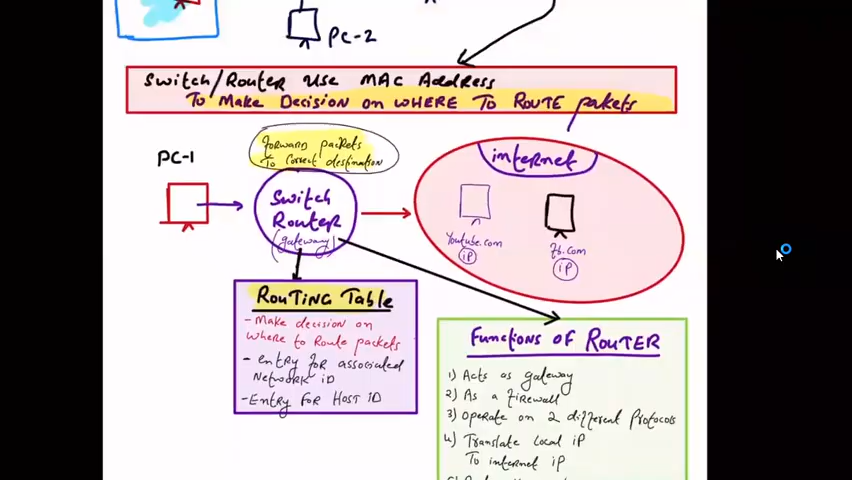 PC-2
Switch/Router Use MAC Address
To Make Decision on WHERE To ROUTE packets
forward packets
To Correct destination
PC-1
internet
Switch
Router
(gateway)
Youtube.com
iP
fb.com
iP
ROUTING Table
- Make decision on
where to Route packets
- entry for associated
Network iD
- Entry For Host ID
Functions of Router
1) Acts as gateway
2) As a firewall
3) Operate on 2 different Protocols
4) Translate Local iP
To internet iP